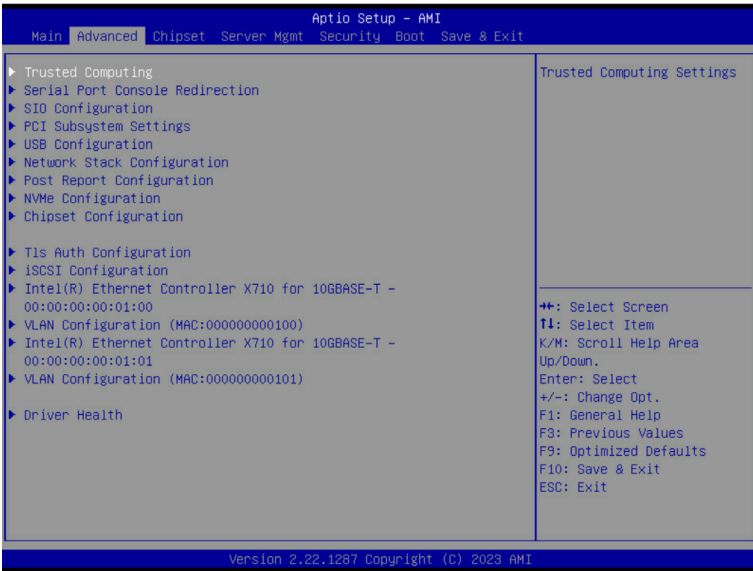 Aptio Setup – AMI
Main Advanced Chipset Server Mgmt Security Boot Save & Exit
Trusted Computing
Serial Port Console Redirection
SIO Configuration
PCI Subsystem Settings
USB Configuration
Network Stack Configuration
Post Report Configuration
NVMe Configuration
Chipset Configuration
Tls Auth Configuration
iSCSI Configuration
Intel(R) Ethernet Controller X710 for 10GBASE-T –
00:00:00:00:01:00
VLAN Configuration (MAC:000000000100)
Intel(R) Ethernet Controller X710 for 10GBASE-T –
00:00:00:00:01:01
VLAN Configuration (MAC:000000000101)
Driver Health
Trusted Computing Settings
→←: Select Screen
↑↓: Select Item
K/M: Scroll Help Area
Up/Down.
Enter: Select
+/-: Change Opt.
F1: General Help
F3: Previous Values
F9: Optimized Defaults
F10: Save & Exit
ESC: Exit
Version 2.22.1287 Copyright (C) 2023 AMI